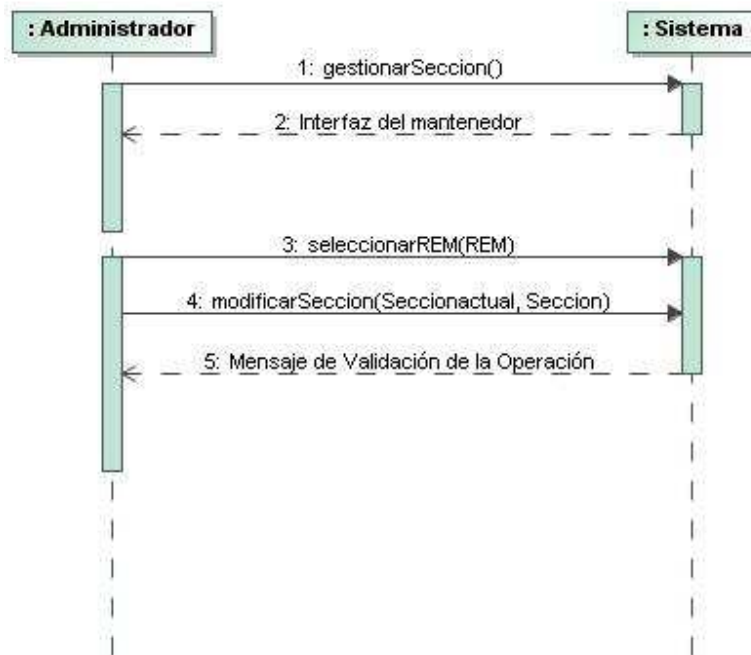 : Administrador
: Sistema
1: gestionarSeccion()
2: Interfaz del mantenedor
3: seleccionarREM(REM)
4: modificarSeccion(Seccionactual, Seccion)
5: Mensaje de Validación de la Operación